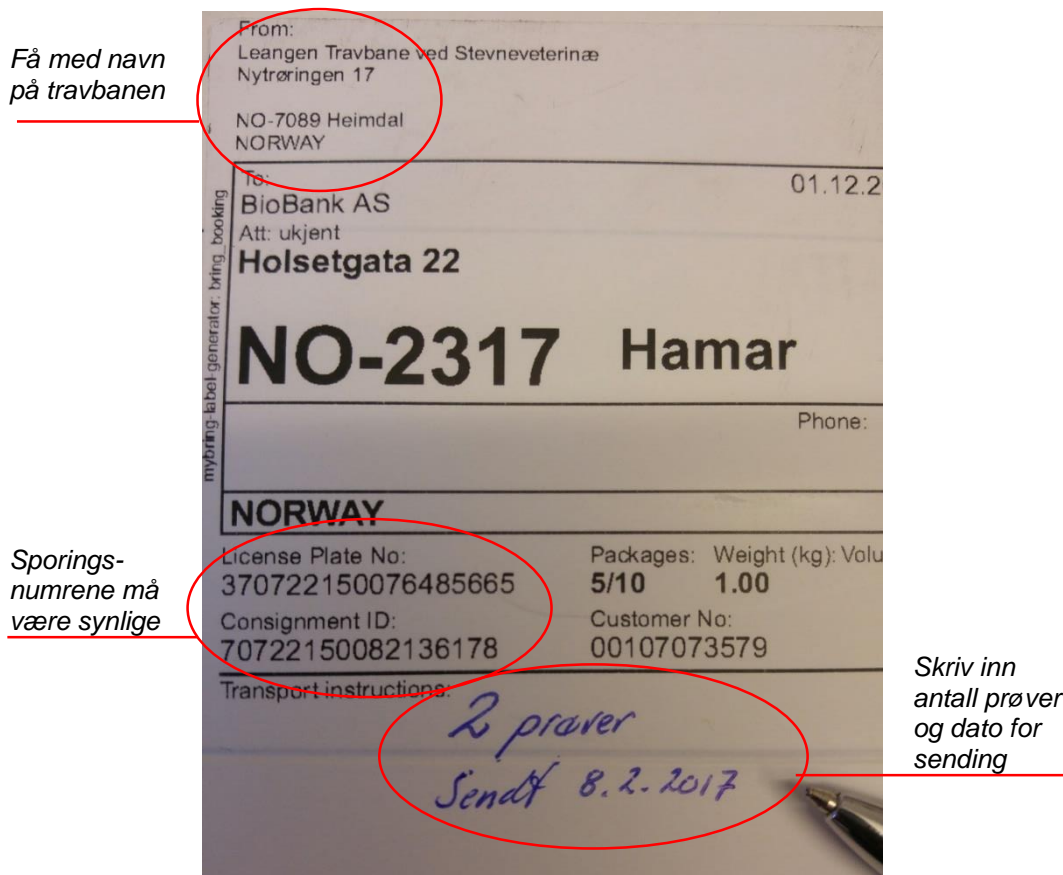 Få med navn
på travbanen
From:
Leangen Travbane ved Stevneveterinæ
Nytrøringen 17
NO-7089 Heimdal
NORWAY
To:
01.12.2
BioBank AS
Att: ukjent
Holsetgata 22
NO-2317 Hamar
Phone:
mybring-label-generator: bring_booking
NORWAY
Sporings-
numrene må
være synlige
License Plate No:
370722150076485665
Packages: Weight (kg): Volu
5/10 1.00
Consignment ID:
70722150082136178
Customer No:
00107073579
Transport instructions:
2 prøver
Sendt 8.2.2017
Skriv inn
antall prøver
og dato for
sending